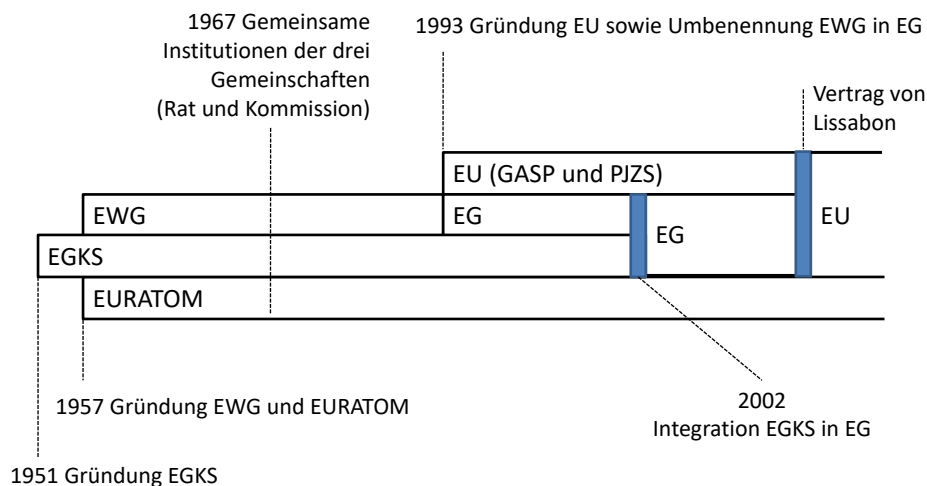 1967 Gemeinsame
Institutionen der drei
Gemeinschaften
(Rat und Kommission)
1993 Gründung EU sowie Umbenennung EWG in EG
Vertrag von
Lissabon
EU (GASP und PJZS)
EWG
EG
EU
EG
EGKS
EURATOM
1957 Gründung EWG und EURATOM
2002
Integration EGKS in EG
1951 Gründung EGKS